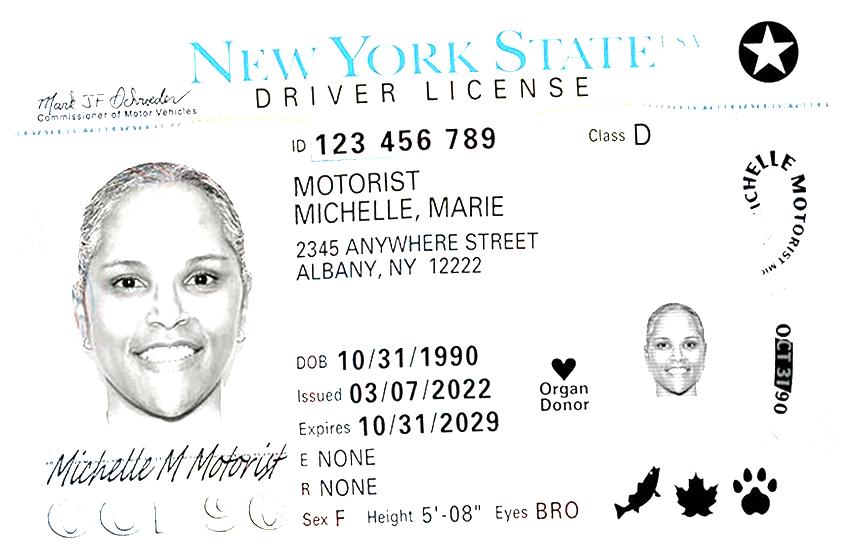 NEW YORK STATE USA
DRIVER LICENSE
Mark JF Schroeder
Commissioner of Motor Vehicles
ID 123 456 789
Class D
MOTORIST
MICHELLE, MARIE
2345 ANYWHERE STREET
ALBANY, NY 12222
MICHELLE MOTORIST
DOB 10/31/1990
Issued 03/07/2022
Expires 10/31/2029
Organ
Donor
OCT 31/90
E NONE
R NONE
Sex F Height 5'-08" Eyes BRO
Michelle M Motorist
OCT 90